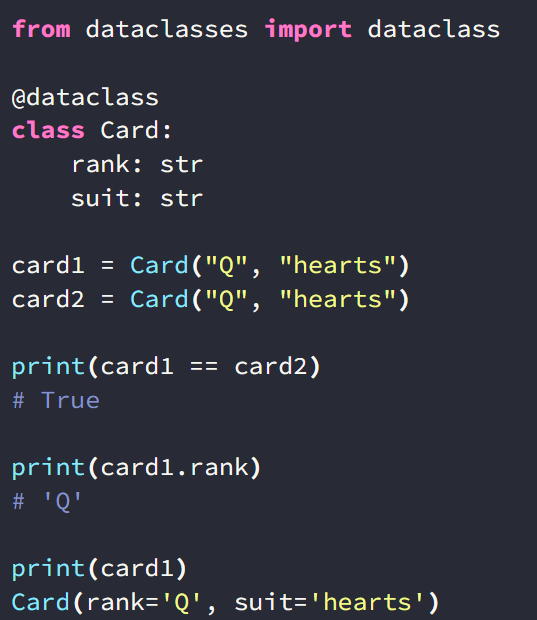 from dataclasses import dataclass
@dataclass
class Card:
    rank: str
    suit: str
card1 = Card("Q", "hearts")
card2 = Card("Q", "hearts")
print(card1 == card2)
# True
print(card1.rank)
# 'Q'
print(card1)
Card(rank='Q', suit='hearts')